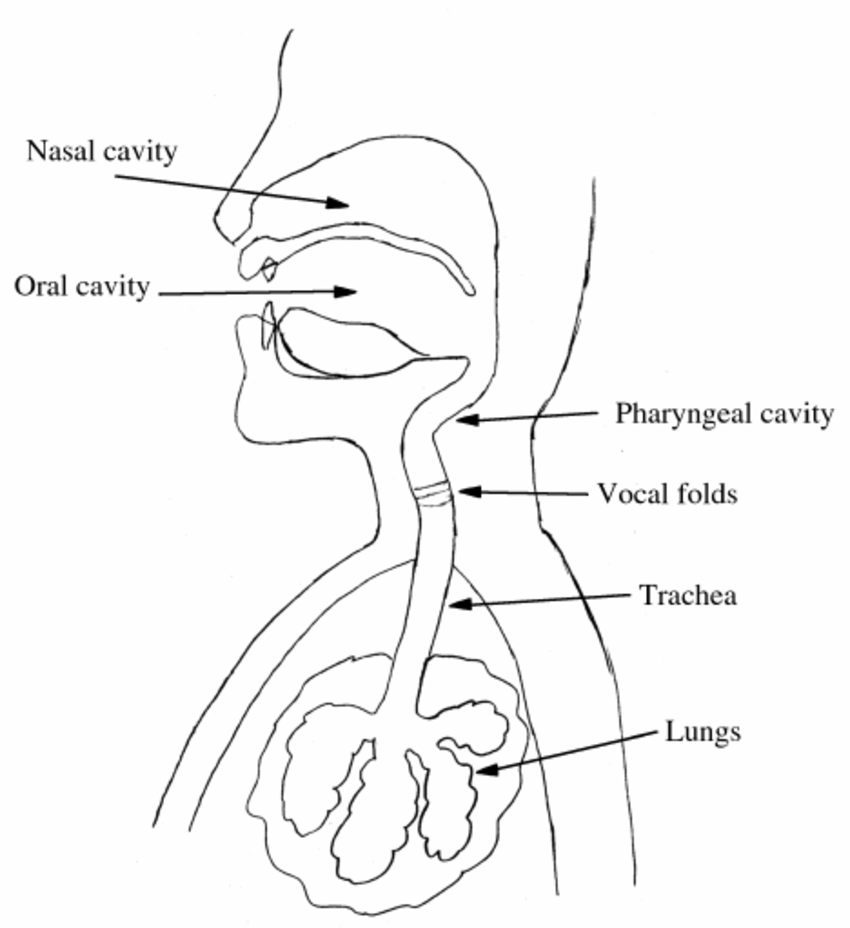 Nasal cavity
Oral cavity
Pharyngeal cavity
Vocal folds
Trachea
Lungs